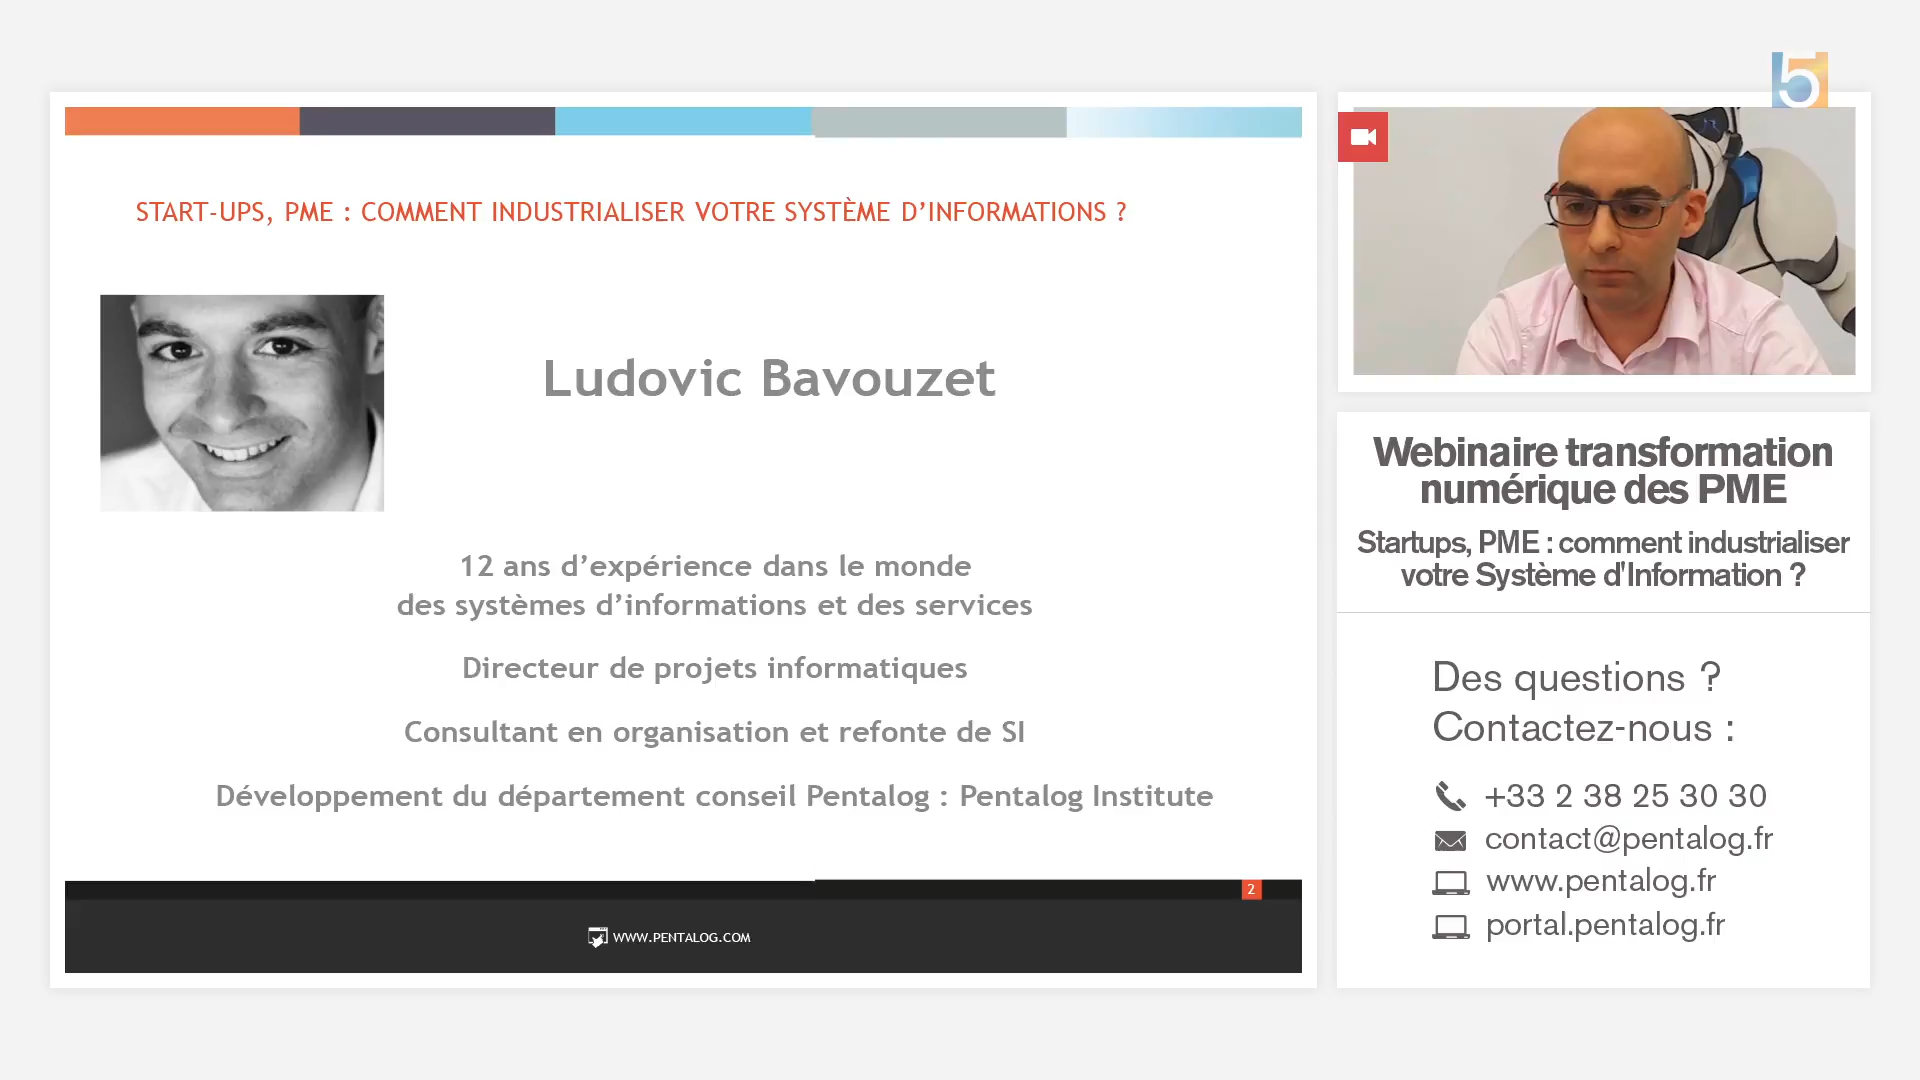 START-UPS, PME : COMMENT INDUSTRIALISER VOTRE SYSTÈME D’INFORMATIONS ?
Ludovic Bavouzet
12 ans d’expérience dans le monde
des systèmes d’informations et des services
Directeur de projets informatiques
Consultant en organisation et refonte de SI
Développement du département conseil Pentalog : Pentalog Institute
2
WWW.PENTALOG.COM
5
Webinaire transformation
numérique des PME
Startups, PME : comment industrialiser
votre Système d'Information ?
Des questions ?
Contactez-nous :
+33 2 38 25 30 30
contact@pentalog.fr
www.pentalog.fr
portal.pentalog.fr